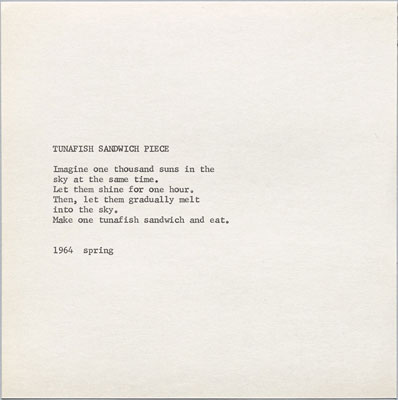 TUNAFISH SANDWICH PIECE
Imagine one thousand suns in the
sky at the same time.
Let them shine for one hour.
Then, let them gradually melt
into the sky.
Make one tunafish sandwich and eat.
1964 spring